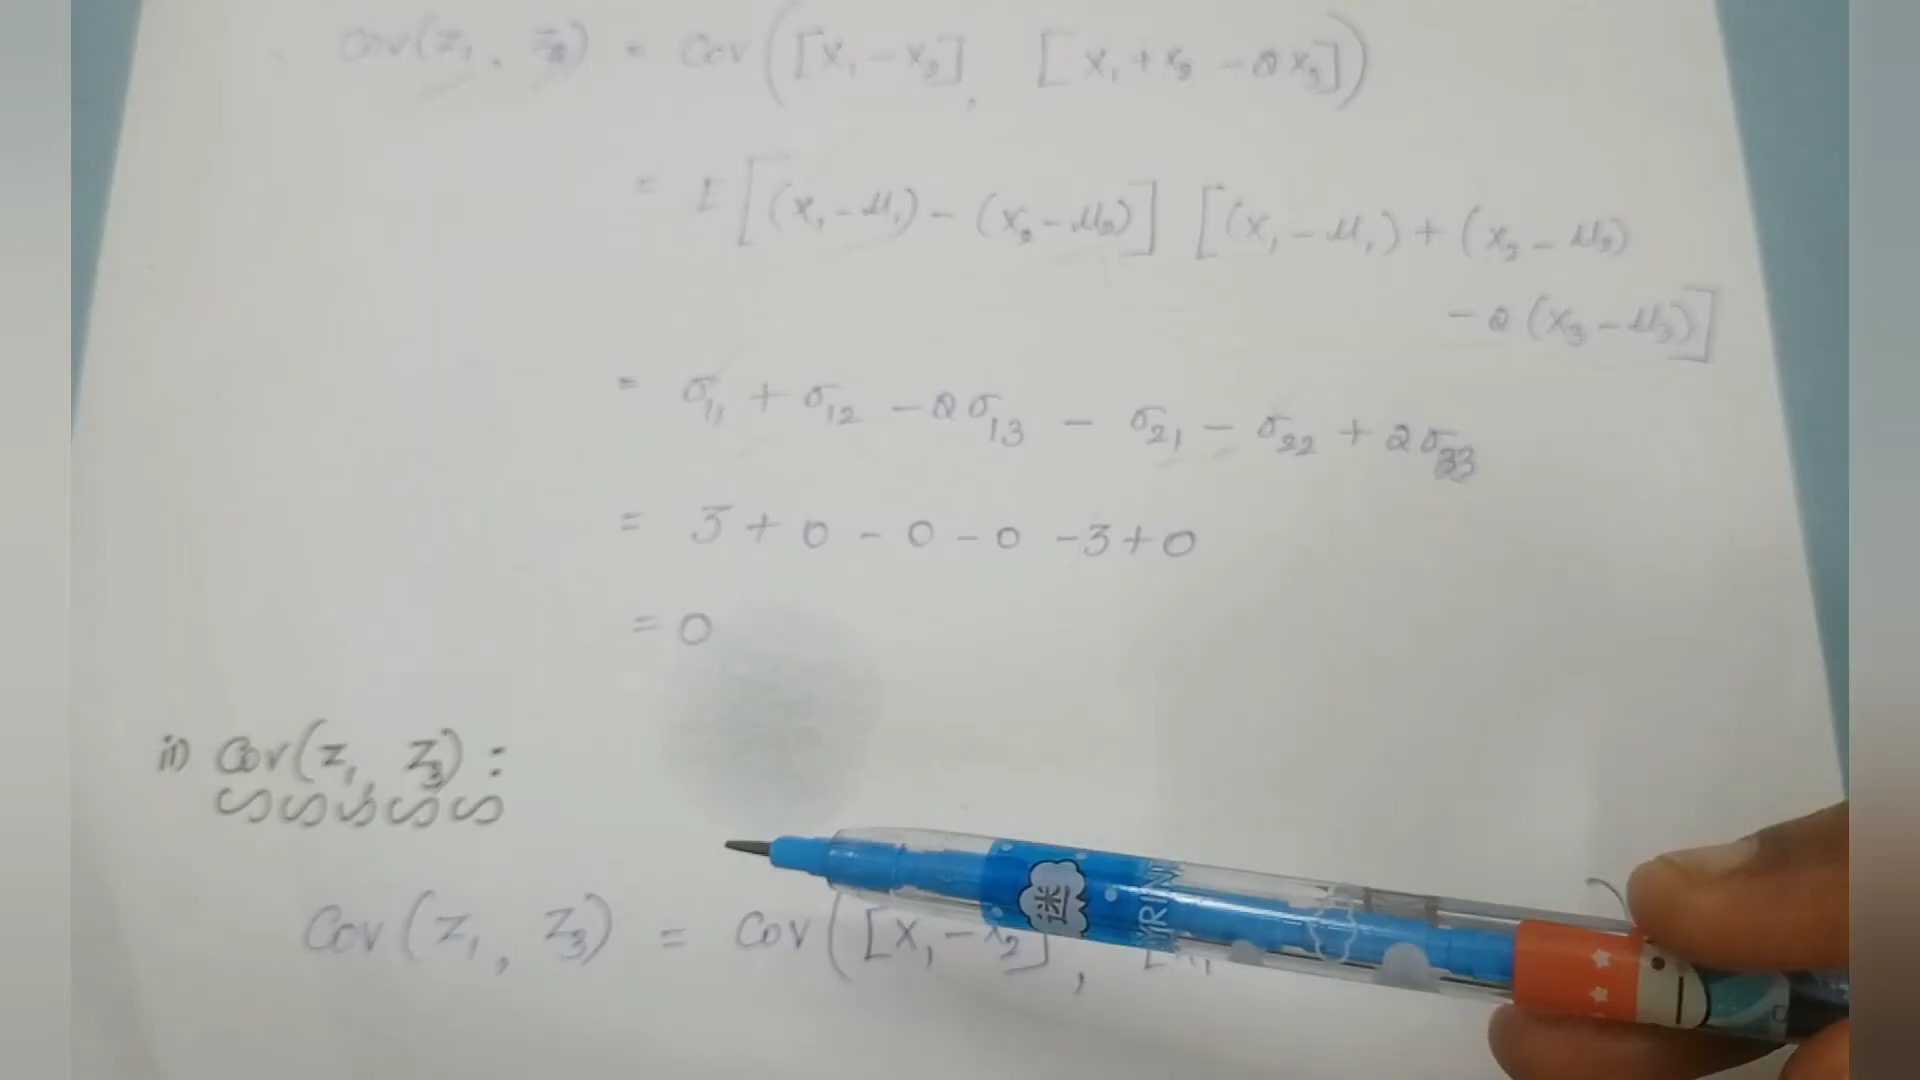 Cov(Z₁, Z₂) = Cov([X₁ - X₂], [X₁ + X₂ - 2X₃])
= E[(X₁ - μ₁) - (X₂ - μ₂)] [(X₁ - μ₁) + (X₂ - μ₂)
- 2(X₃ - μ₃)]
= σ₁₁ + σ₁₂ - 2σ₁₃ - σ₂₁ - σ₂₂ + 2σ₃₃
= 3 + 0 - 0 - 0 - 3 + 0
= 0
ii) Cov(Z₁, Z₃) :
Cov(Z₁, Z₃) = Cov([X₁ - X₂], [X₁
迷